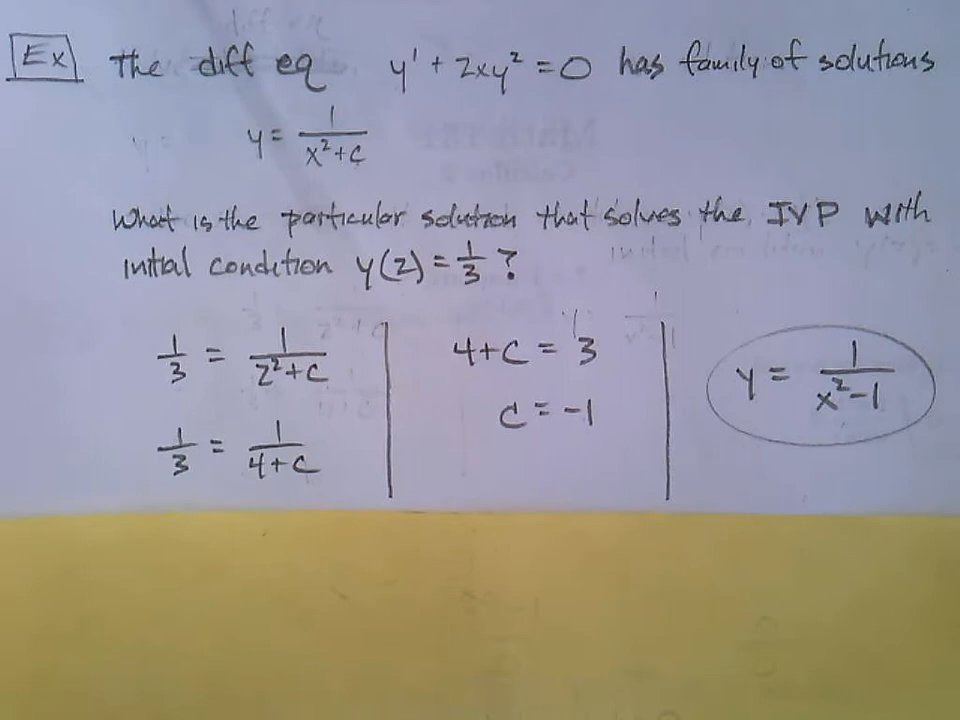 Ex The diff eq y' + 2xy² = 0 has family of solutions
y = 1/(x²+c)
What is the particular solution that solves the IVP with
initial condition y(2) = 1/3 ?
1/3 = 1/(2²+c)
1/3 = 1/(4+c)
4+c = 3
c = -1
y = 1/(x²-1)